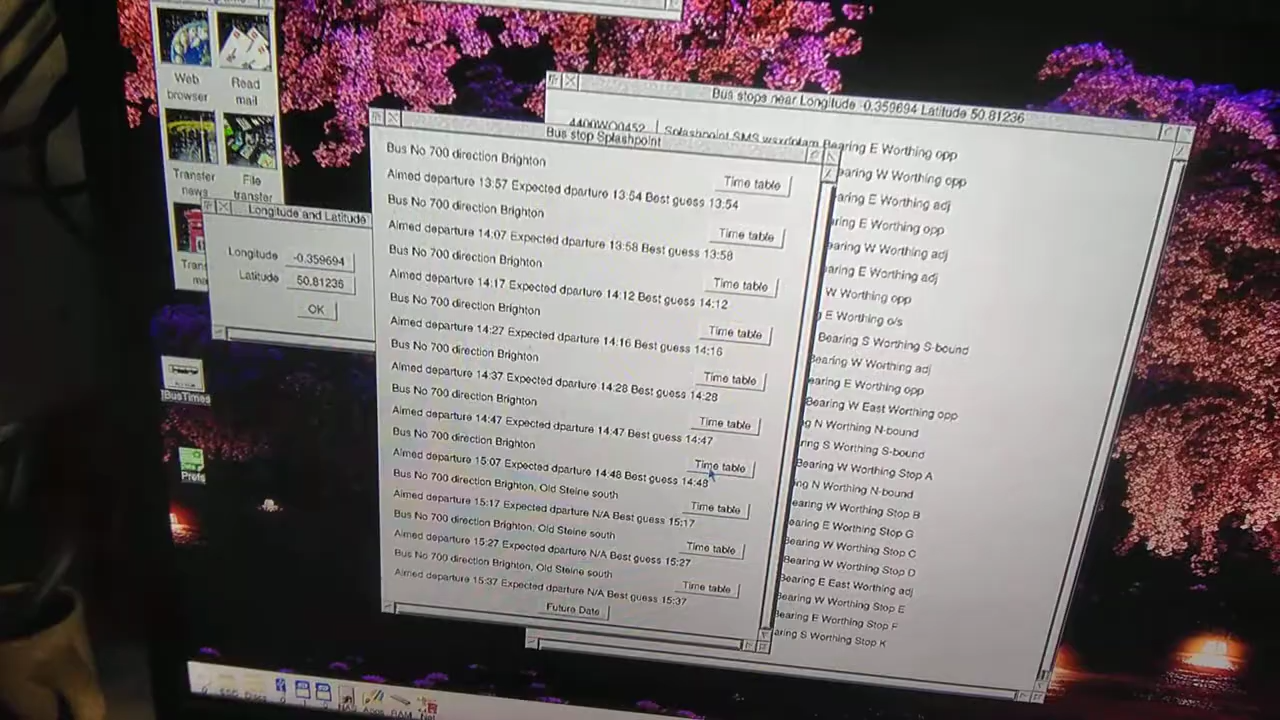 Web browser
Read mail
Transfer news
File transfer
Longitude and Latitude
Longitude -0.359694
Latitude 50.81236
OK
!BusTimes
Prefs
Bus stop Splashpoint
Bus No 700 direction Brighton
Time table
Aimed departure 13:57 Expected dparture 13:54 Best guess 13:54
Bus No 700 direction Brighton
Time table
Aimed departure 14:07 Expected dparture 13:58 Best guess 13:58
Bus No 700 direction Brighton
Time table
Aimed departure 14:17 Expected dparture 14:12 Best guess 14:12
Bus No 700 direction Brighton
Time table
Aimed departure 14:27 Expected dparture 14:16 Best guess 14:16
Bus No 700 direction Brighton
Time table
Aimed departure 14:37 Expected dparture 14:28 Best guess 14:28
Bus No 700 direction Brighton
Time table
Aimed departure 14:47 Expected dparture 14:47 Best guess 14:47
Bus No 700 direction Brighton
Time table
Aimed departure 15:07 Expected dparture 14:48 Best guess 14:48
Bus No 700 direction Brighton, Old Steine south
Time table
Aimed departure 15:17 Expected dparture N/A Best guess 15:17
Bus No 700 direction Brighton, Old Steine south
Time table
Aimed departure 15:27 Expected dparture N/A Best guess 15:27
Bus No 700 direction Brighton, Old Steine south
Time table
Aimed departure 15:37 Expected dparture N/A Best guess 15:37
Future Date
Bus stops near Longitude -0.359694 Latitude 50.81236
Splashpoint SMS Bearing E Worthing opp
earing W Worthing opp
aring E Worthing adj
ring E Worthing opp
aring W Worthing adj
aring E Worthing adj
W Worthing opp
E Worthing o/s
Bearing S Worthing S-bound
Bearing W Worthing adj
earing E Worthing opp
Bearing W East Worthing opp
ng N Worthing N-bound
ring S Worthing S-bound
Bearing W Worthing Stop A
ng N Worthing N-bound
Bearing W Worthing Stop B
earing E Worthing Stop G
Bearing W Worthing Stop C
Bearing W Worthing Stop D
Bearing E East Worthing adj
Bearing W Worthing Stop E
Bearing E Worthing Stop F
aring S Worthing Stop K
Apps
RAM